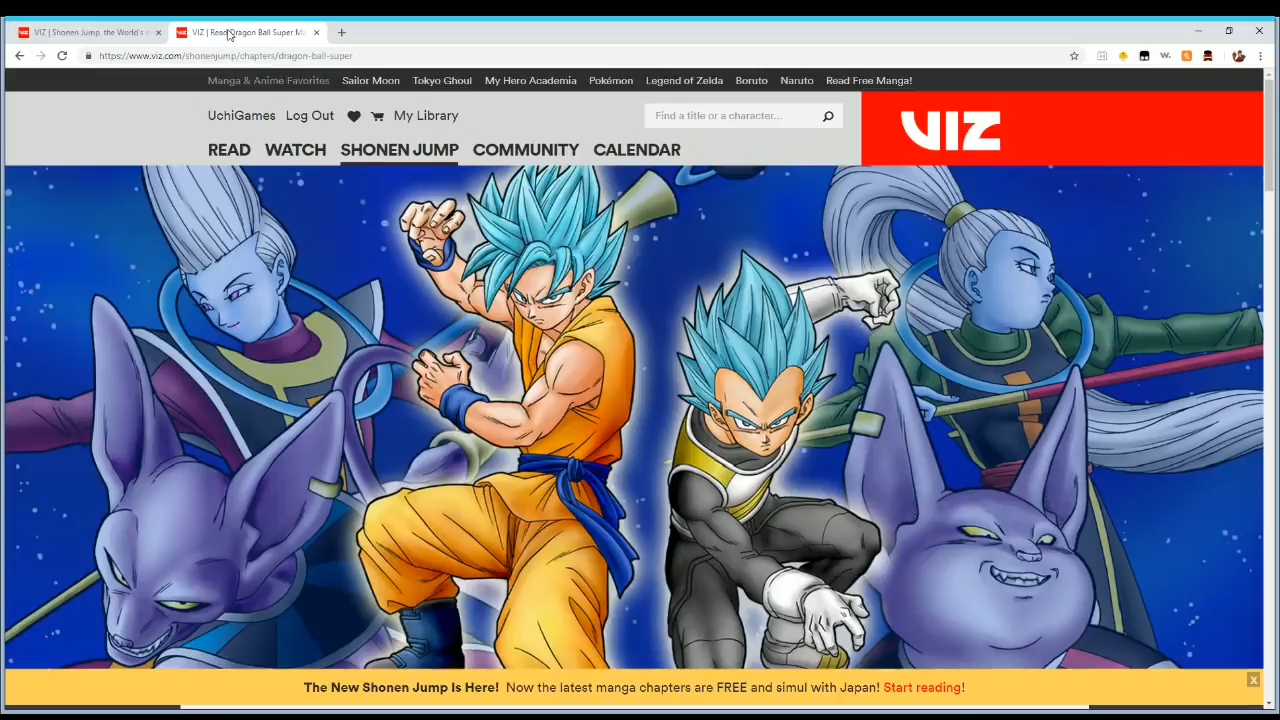 VIZ | Shonen Jump, the World's
VIZ | Read Dragon Ball Super Ma
https://www.viz.com/shonenjump/chapters/dragon-ball-super
Manga & Anime Favorites Sailor Moon Tokyo Ghoul My Hero Academia Pokémon Legend of Zelda Boruto Naruto Read Free Manga!
UchiGames Log Out My Library Find a title or a character...
VIZ
READ WATCH SHONEN JUMP COMMUNITY CALENDAR
The New Shonen Jump Is Here! Now the latest manga chapters are FREE and simul with Japan! Start reading!